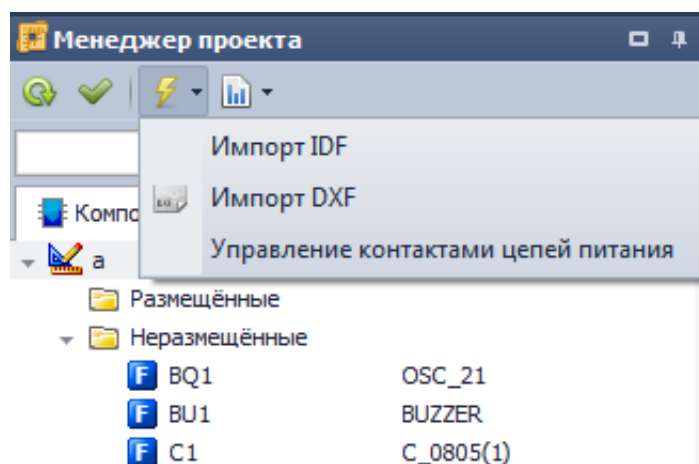 Менеджер проекта
Импорт IDF
Импорт DXF
Управление контактами цепей питания
a
Размещённые
Неразмещённые
BQ1 OSC_21
BU1 BUZZER
C1 C_0805(1)